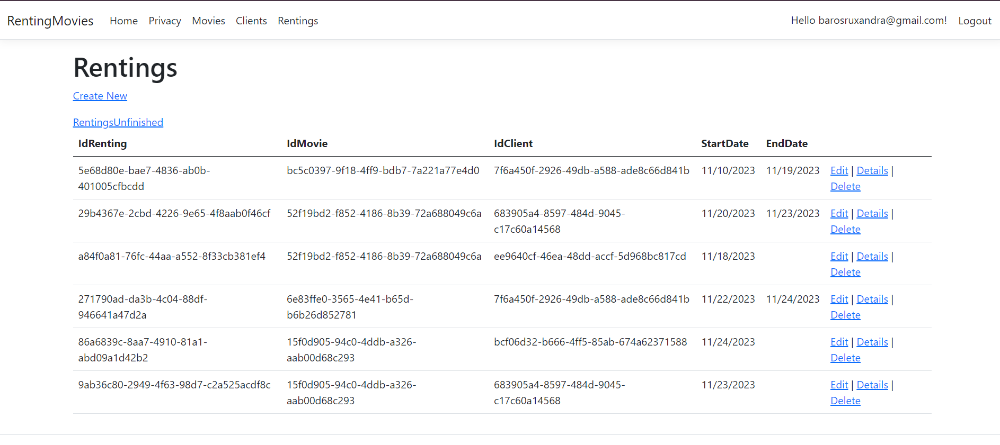 RentingMovies Home Privacy Movies Clients Rentings Hello barosruxandra@gmail.com! Logout
Rentings
Create New
RentingsUnfinished
IdRenting IdMovie IdClient StartDate EndDate
5e68d80e-bae7-4836-ab0b- bc5c0397-9f18-4ff9-bdb7-7a221a77e4d0 7f6a450f-2926-49db-a588-ade8c66d841b 11/10/2023 11/19/2023 Edit | Details |
401005cfbcdd Delete
29b4367e-2cbd-4226-9e65-4f8aab0f46cf 52f19bd2-f852-4186-8b39-72a688049c6a 683905a4-8597-484d-9045- 11/20/2023 11/23/2023 Edit | Details |
c17c60a14568 Delete
a84f0a81-76fc-44aa-a552-8f33cb381ef4 52f19bd2-f852-4186-8b39-72a688049c6a ee9640cf-46ea-48dd-accf-5d968bc817cd 11/18/2023 Edit | Details |
Delete
271790ad-da3b-4c04-88df- 6e83ffe0-3565-4e41-b65d- 7f6a450f-2926-49db-a588-ade8c66d841b 11/22/2023 11/24/2023 Edit | Details |
946641a47d2a b6b26d852781 Delete
86a6839c-8aa7-4910-81a1- 15f0d905-94c0-4ddb-a326- bcf06d32-b666-4ff5-85ab-674a62371588 11/24/2023 Edit | Details |
abd09a1d42b2 aab00d68c293 Delete
9ab36c80-2949-4f63-98d7-c2a525acdf8c 15f0d905-94c0-4ddb-a326- 683905a4-8597-484d-9045- 11/23/2023 Edit | Details |
aab00d68c293 c17c60a14568 Delete